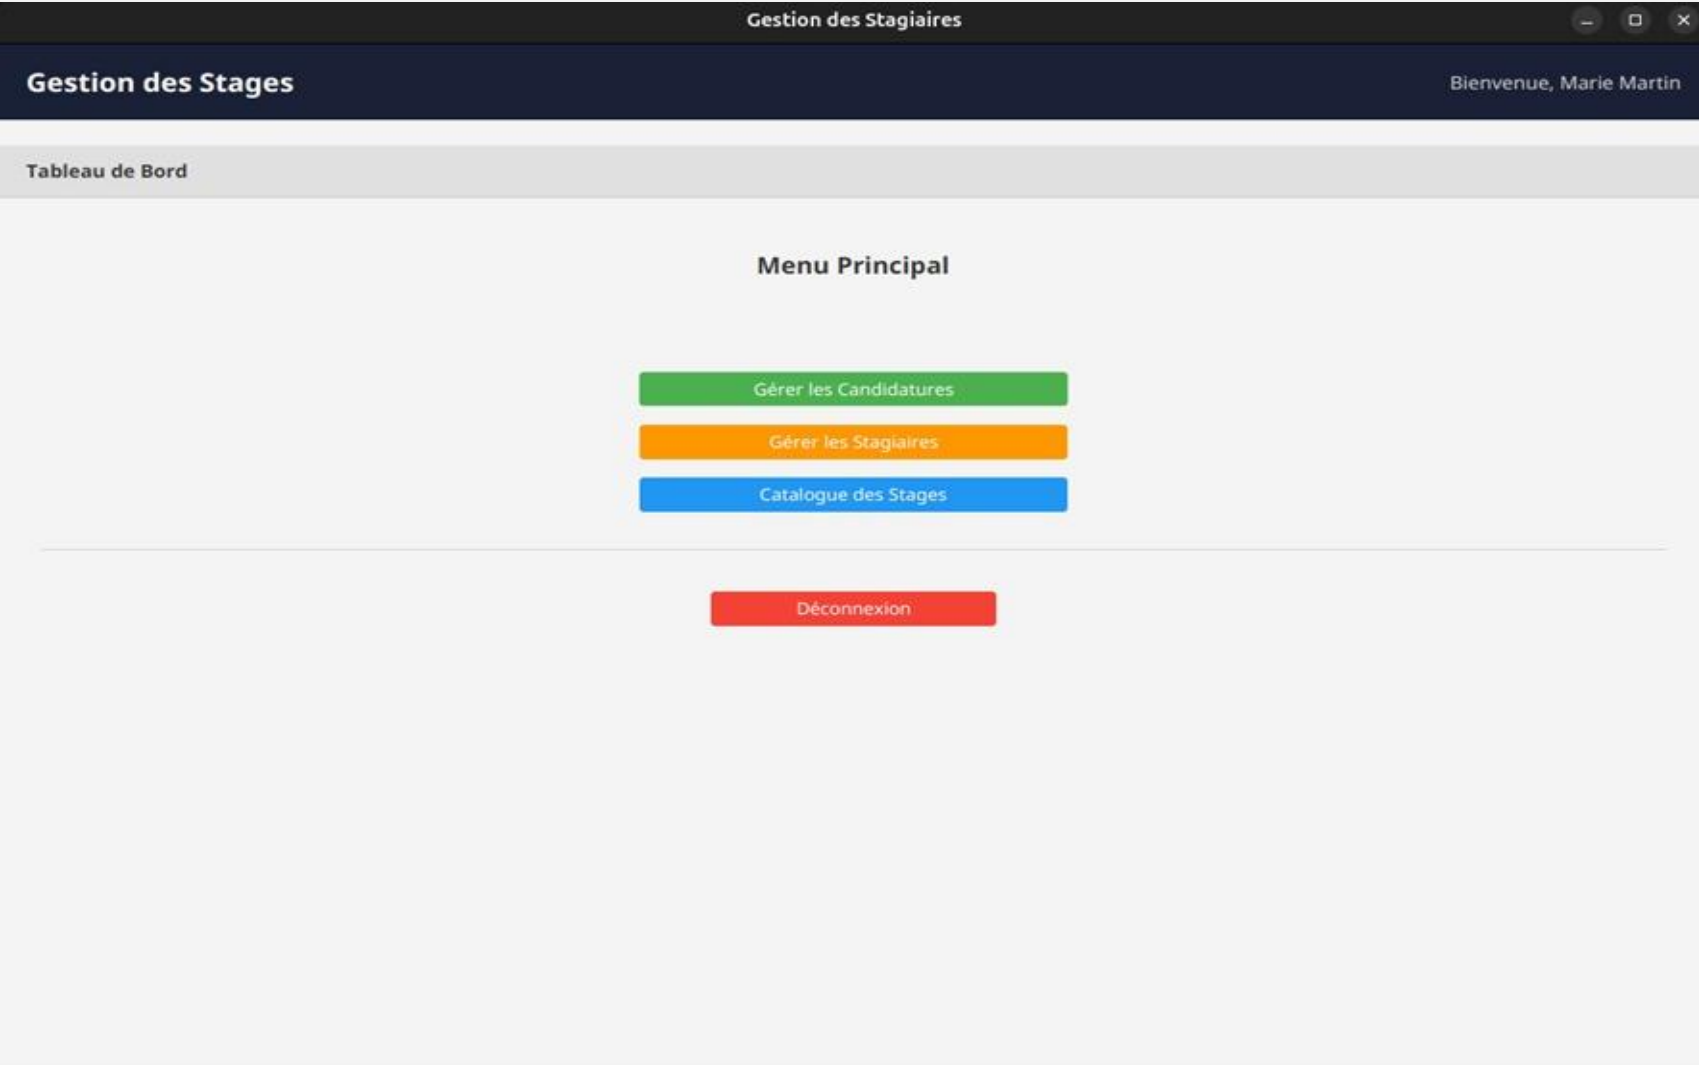 Gestion des Stagiaires
Gestion des Stages
Bienvenue, Marie Martin
Tableau de Bord
Menu Principal
Gérer les Candidatures
Gérer les Stagiaires
Catalogue des Stages
Déconnexion